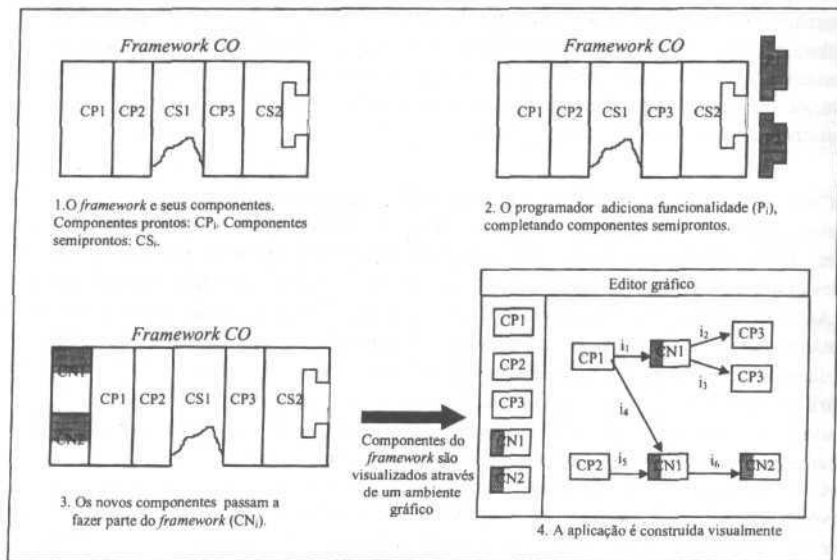 Framework CO
CP1 CP2 CS1 CP3 CS2
1.O framework e seus componentes.
Componentes prontos: CPi. Componentes
semiprontos: CSi.
Framework CO
CP1 CP2 CS1 CP3 CS2
2. O programador adiciona funcionalidade (Pi),
completando componentes semiprontos.
Framework CO
CN1
CN2
CP1 CP2 CS1 CP3 CS2
3. Os novos componentes passam a
fazer parte do framework (CNi).
Componentes do
framework são
visualizados através
de um ambiente
gráfico
Editor gráfico
CP1
CP2
CP3
CN1
CN2
CP1 i1 CN1 i2 CP3
i3 CP3
i4
CP2 i5 CN1 i6 CN2
4. A aplicação é construída visualmente